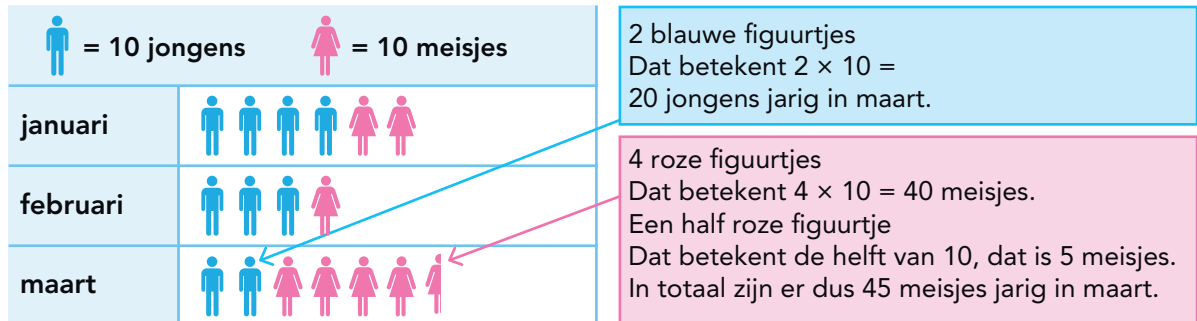 = 10 jongens = 10 meisjes
januari
februari
maart
2 blauwe figuurtjes
Dat betekent 2 × 10 =
20 jongens jarig in maart.
4 roze figuurtjes
Dat betekent 4 × 10 = 40 meisjes.
Een half roze figuurtje
Dat betekent de helft van 10, dat is 5 meisjes.
In totaal zijn er dus 45 meisjes jarig in maart.